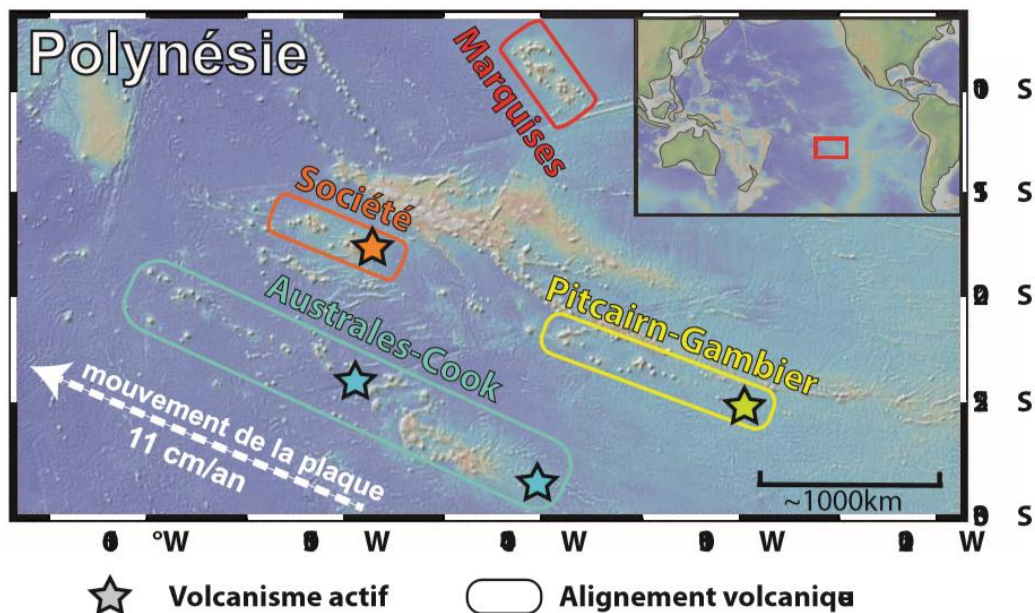 Polynésie
Marquises
Société
Australes-Cook
Pitcairn-Gambier
mouvement de la plaque
11 cm/an
~1000km
S
S
S
S
S
°W
W
W
W
W
Volcanisme actif
Alignement volcanique